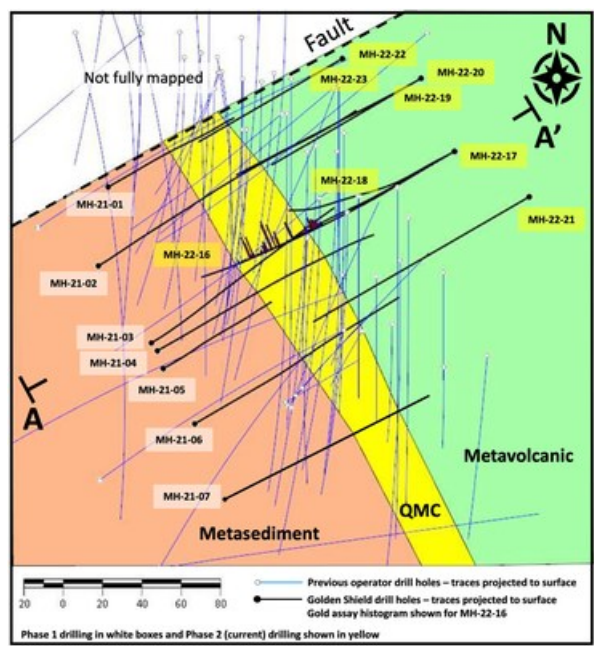 Fault
MH-22-22
N
Not fully mapped
MH-22-23
MH-22-20
MH-22-19
A'
MH-22-17
MH-22-18
MH-21-01
MH-22-21
MH-22-16
MH-21-02
MH-21-03
MH-21-04
MH-21-05
A
MH-21-06
Metavolcanic
MH-21-07
QMC
Metasediment
20 0 20 40 60 80
Previous operator drill holes – traces projected to surface
Golden Shield drill holes – traces projected to surface
Gold assay histogram shown for MH-22-16
Phase 1 drilling in white boxes and Phase 2 (current) drilling shown in yellow